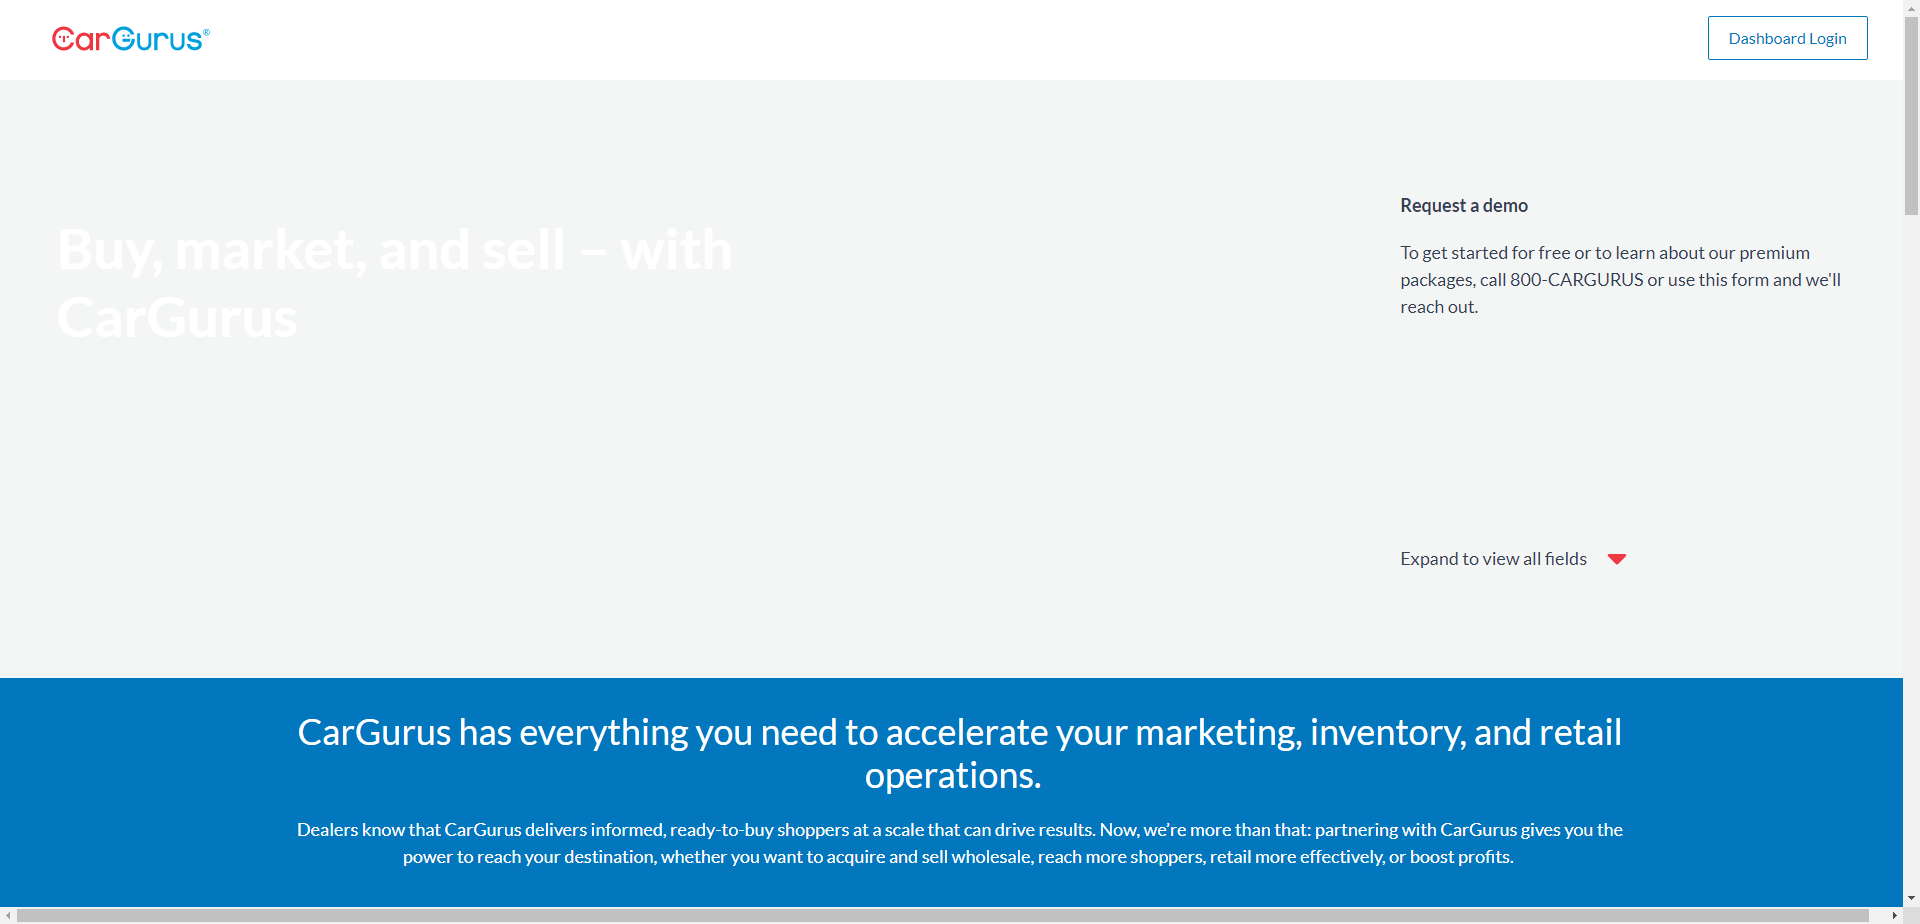 CarGurus®
Dashboard Login
Buy, market, and sell – with
CarGurus
Request a demo
To get started for free or to learn about our premium
packages, call 800-CARGURUS or use this form and we'll
reach out.
Expand to view all fields
CarGurus has everything you need to accelerate your marketing, inventory, and retail
operations.
Dealers know that CarGurus delivers informed, ready-to-buy shoppers at a scale that can drive results. Now, we’re more than that: partnering with CarGurus gives you the
power to reach your destination, whether you want to acquire and sell wholesale, reach more shoppers, retail more effectively, or boost profits.